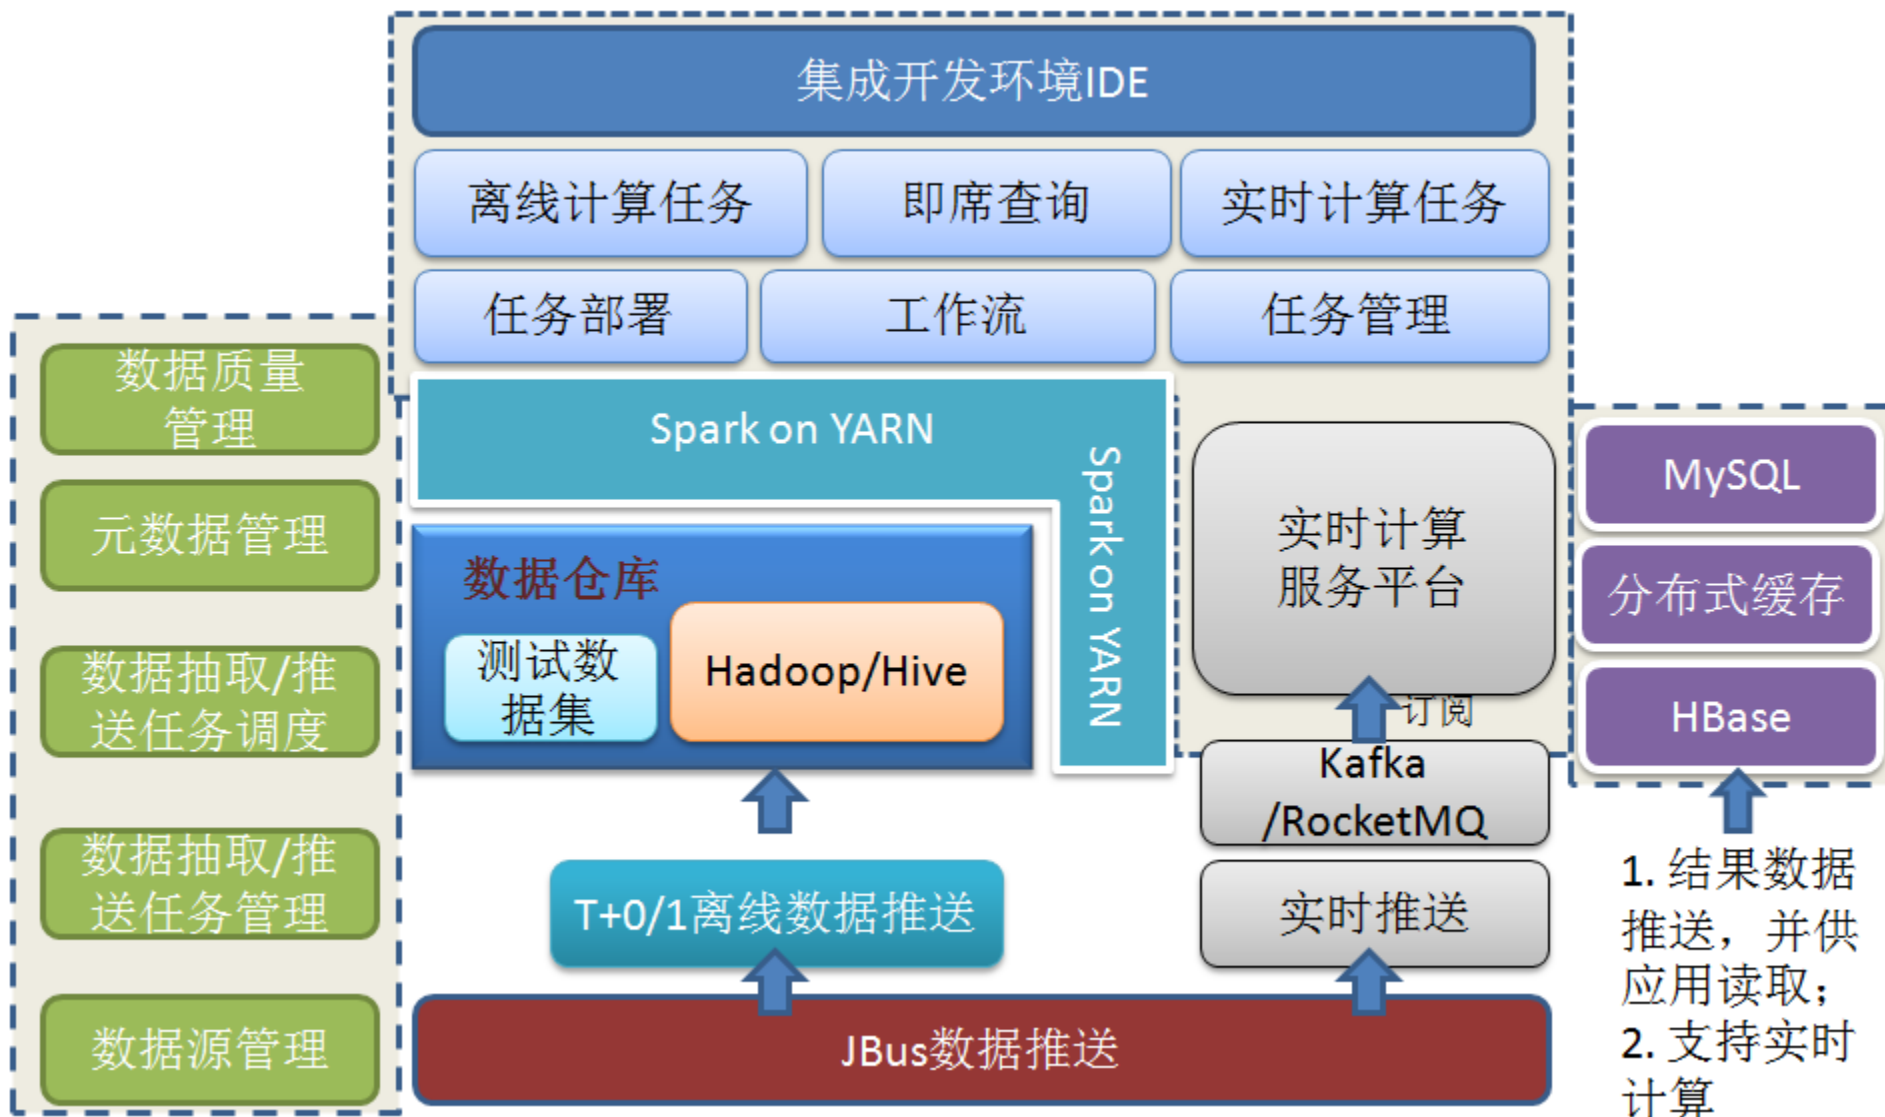 集成开发环境IDE
离线计算任务
即席查询
实时计算任务
任务部署
工作流
任务管理
数据质量
管理
元数据管理
数据抽取/推
送任务调度
数据抽取/推
送任务管理
数据源管理
Spark on YARN
Spark on YARN
数据仓库
测试数
据集
Hadoop/Hive
T+0/1离线数据推送
实时计算
服务平台
订阅
Kafka
/RocketMQ
实时推送
JBus数据推送
MySQL
分布式缓存
HBase
1. 结果数据
推送，并供
应用读取；
2. 支持实时
计算